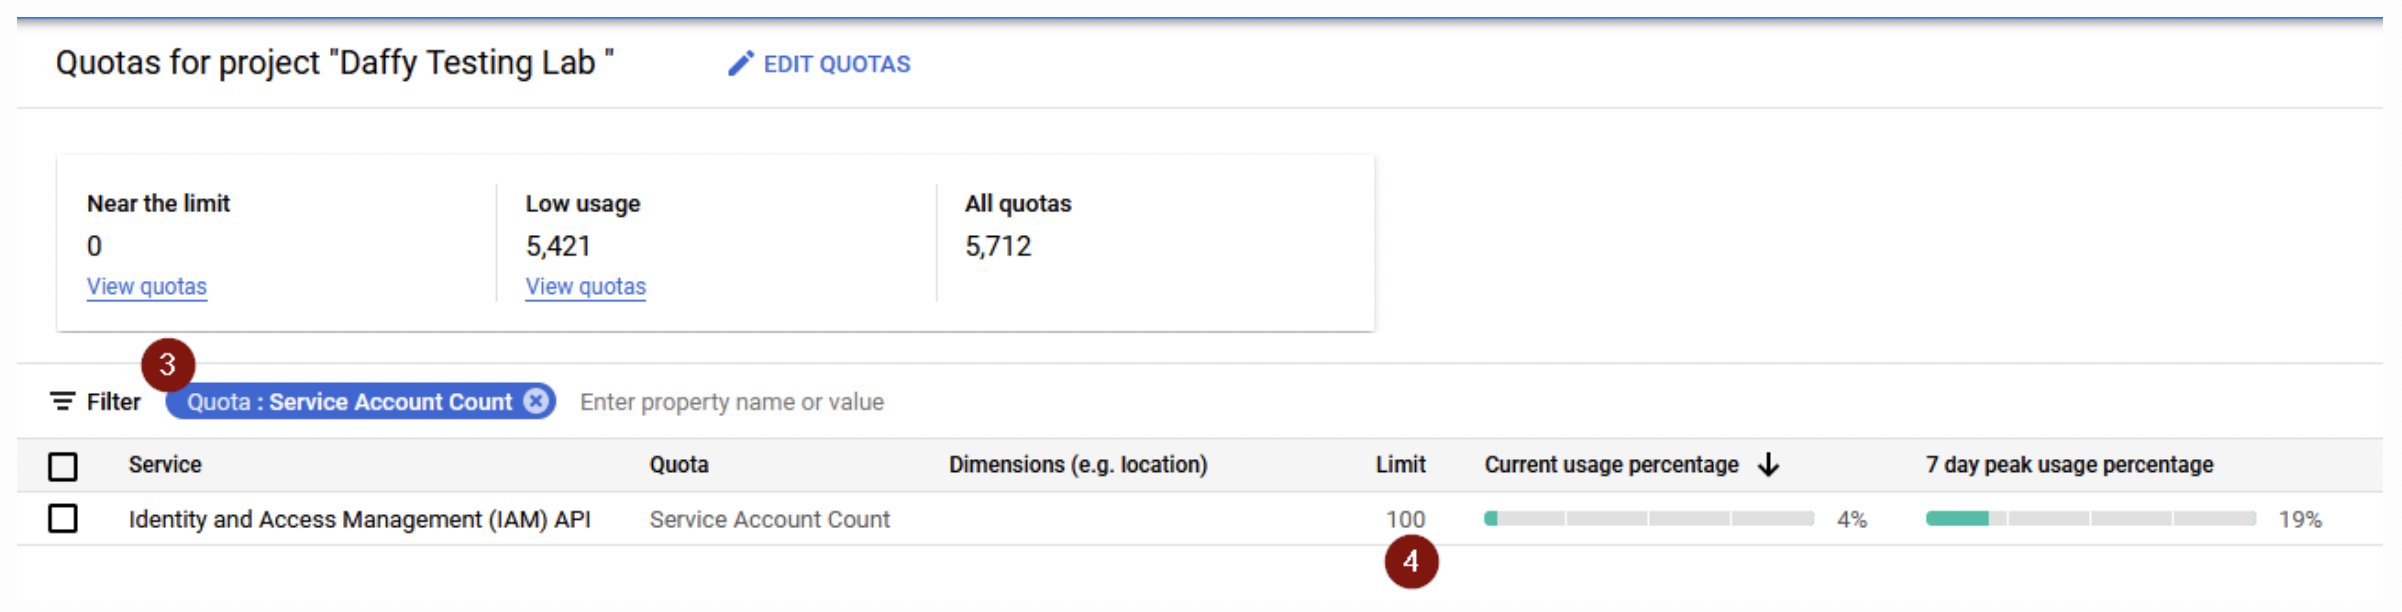 Quotas for project "Daffy Testing Lab " EDIT QUOTAS
Near the limit Low usage All quotas
0 5,421 5,712
View quotas View quotas
3
Filter Quota : Service Account Count Enter property name or value
Service Quota Dimensions (e.g. location) Limit Current usage percentage 7 day peak usage percentage
Identity and Access Management (IAM) API Service Account Count 100 4% 19%
4